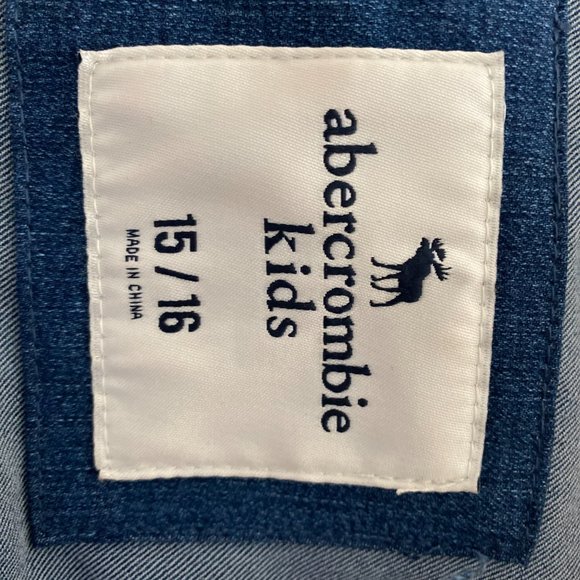 abercrombie
kids
15 / 16
MADE IN CHINA